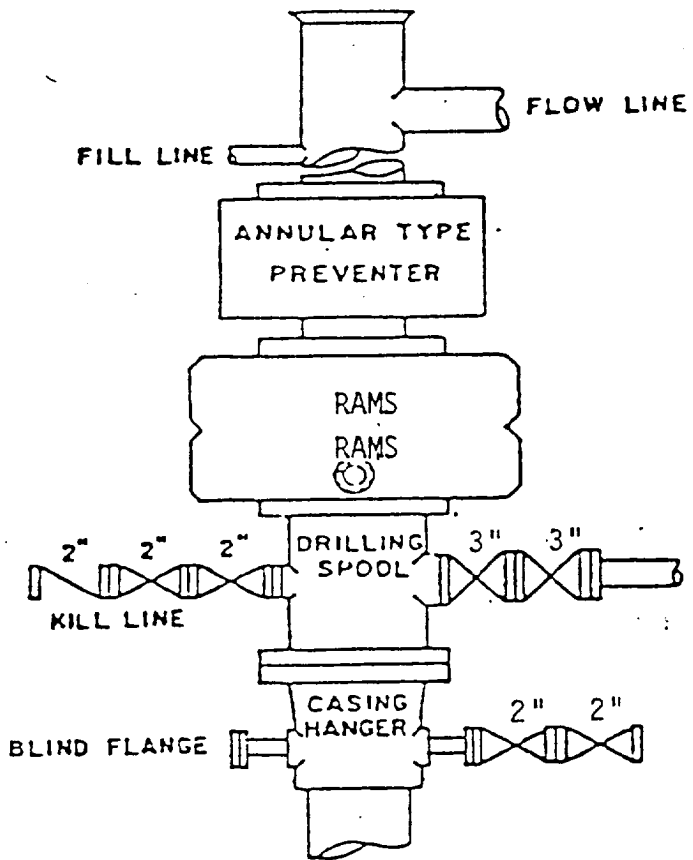 FLOW LINE
FILL LINE
ANNULAR TYPE
PREVENTER
RAMS
RAMS
2" 2" 2"
DRILLING
SPOOL
3" 3"
KILL LINE
CASING
HANGER
2" 2"
BLIND FLANGE